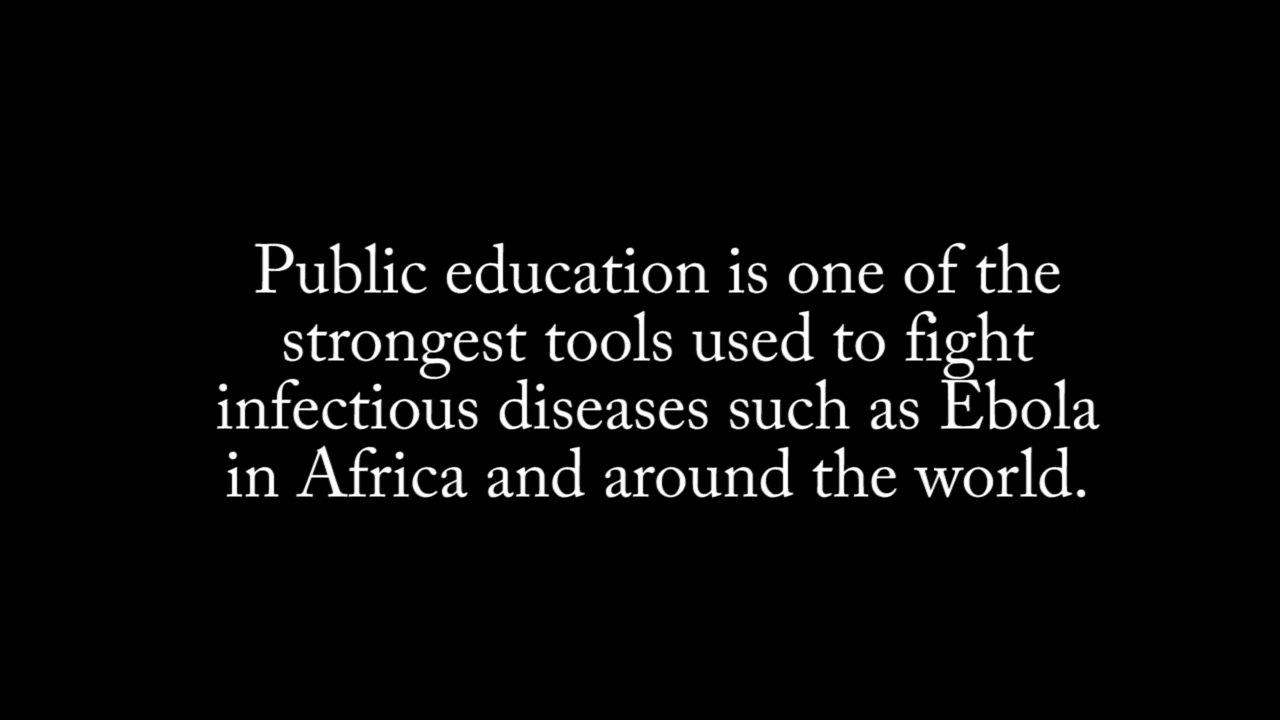 Public education is one of the
strongest tools used to fight
infectious diseases such as Ebola
in Africa and around the world.